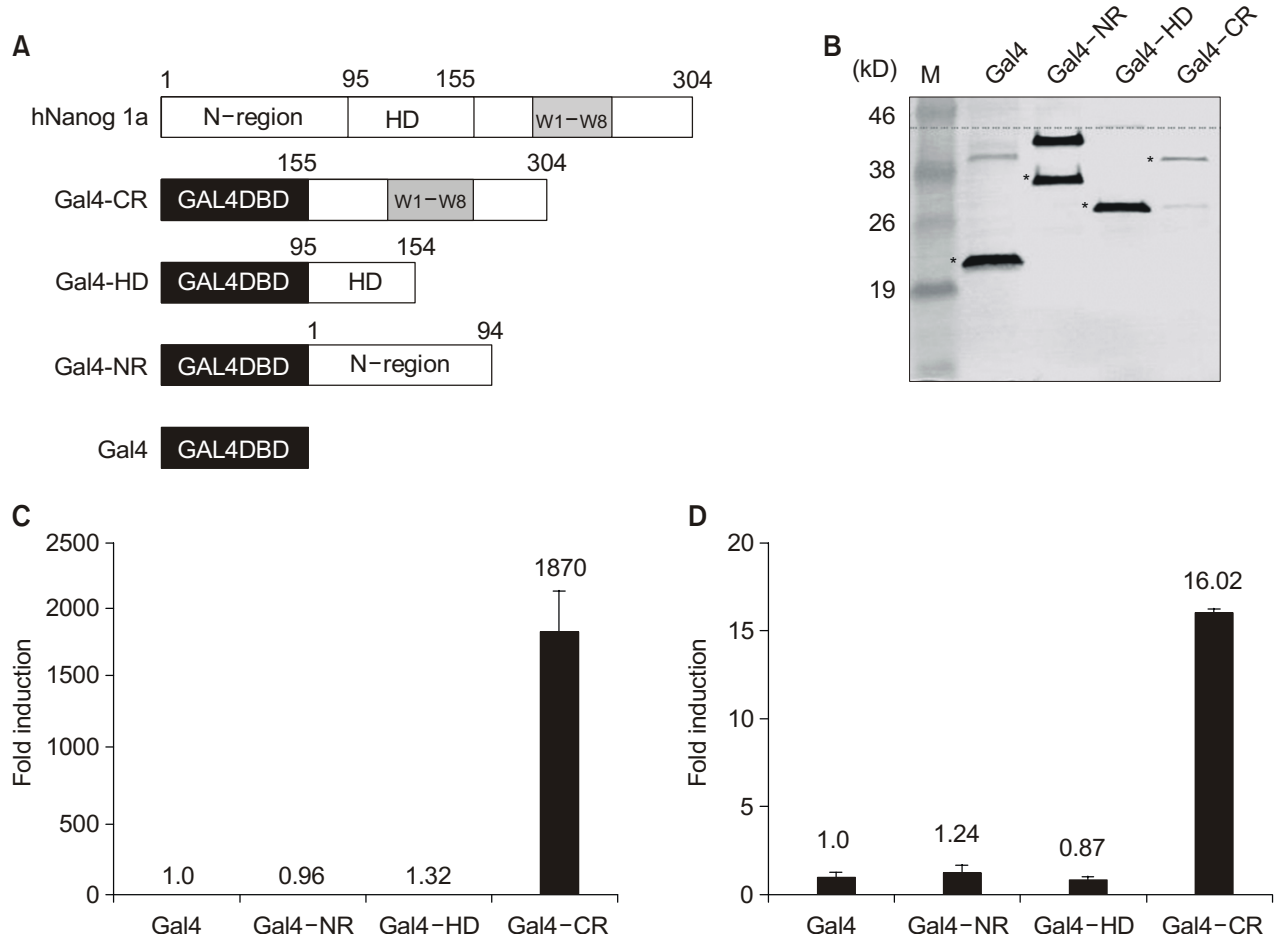 A
1 95 155 304
hNanog 1a N-region HD W1-W8
155 304
Gal4-CR GAL4DBD W1-W8
95 154
Gal4-HD GAL4DBD HD
1 94
Gal4-NR GAL4DBD N-region
Gal4 GAL4DBD
B
(kD) M Gal4 Gal4-NR Gal4-HD Gal4-CR
46
38
26
19
*
*
*
*
C
Fold induction
2500
2000
1500
1000
500
0
1.0 0.96 1.32 1870
Gal4 Gal4-NR Gal4-HD Gal4-CR
D
Fold induction
20
15
10
5
0
1.0 1.24 0.87 16.02
Gal4 Gal4-NR Gal4-HD Gal4-CR